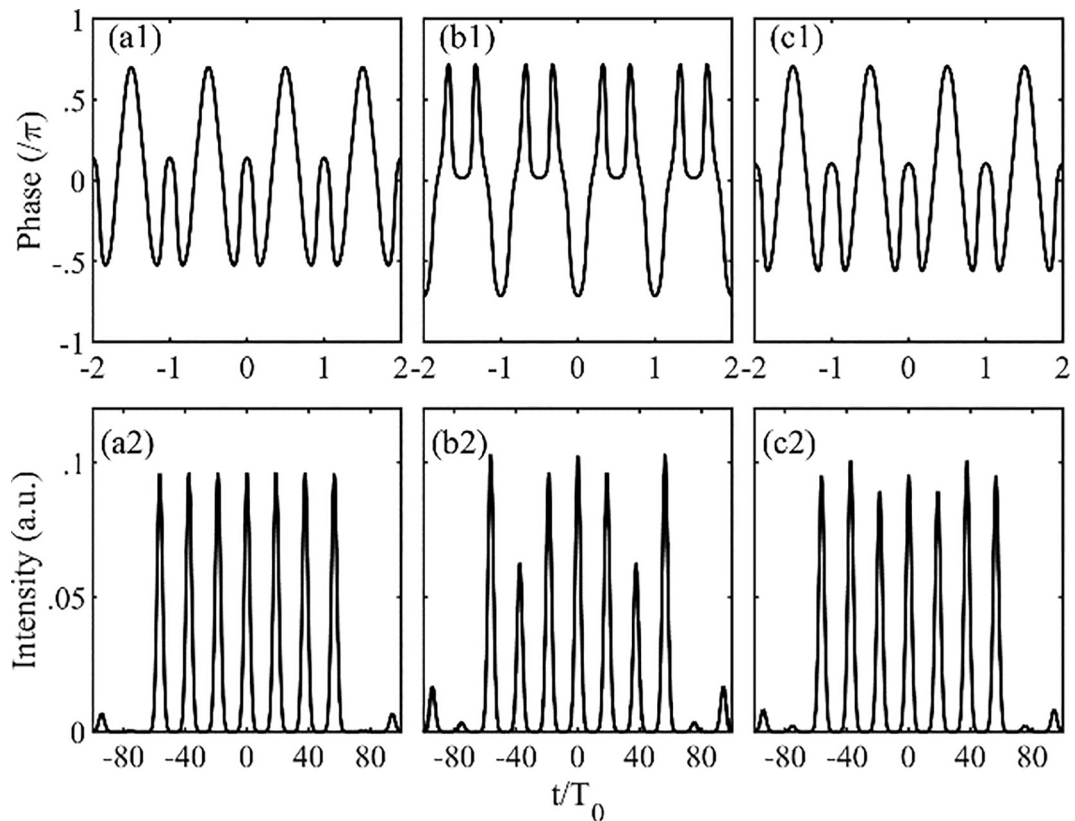 1
(a1) (b1) (c1)
.5
Phase (/π)
0
-.5
-1
-2 -1 0 1 2 -2 -1 0 1 2 -2 -1 0 1 2
(a2) (b2) (c2)
.1
Intensity (a.u.)
.05
0
-80 -40 0 40 80 -80 -40 0 40 80 -80 -40 0 40 80
t/T0